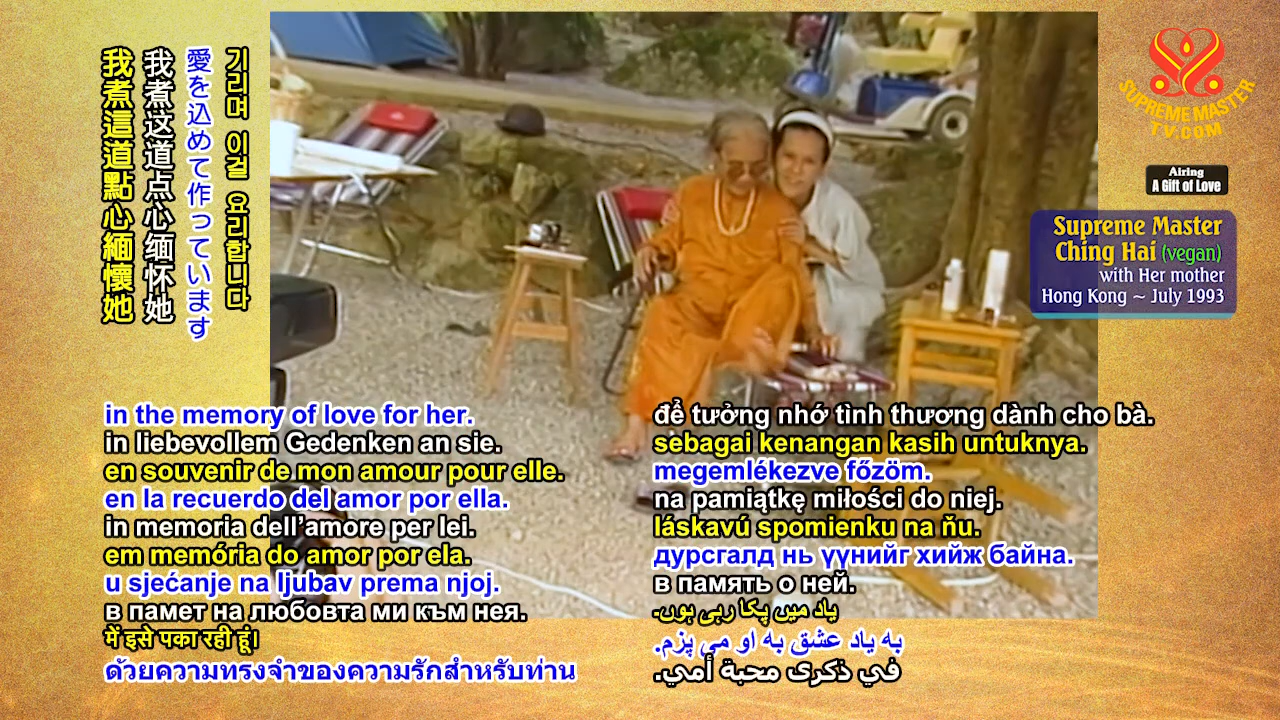 我煮這道點心緬懷她
我煮这道点心缅怀她
愛を込めて作っています
기리며 이걸 요리합니다
SUPREME MASTER
TV.COM
Airing
A Gift of Love
Supreme Master
Ching Hai (vegan)
with Her mother
Hong Kong ~ July 1993
in the memory of love for her.
in liebevollem Gedenken an sie.
en souvenir de mon amour pour elle.
en la recuerdo del amor por ella.
in memoria dell’amore per lei.
em memória do amor por ela.
u sjećanje na ljubav prema njoj.
в памет на любовта ми към нея.
में इसे पका रही हूं।
ด้วยความทรงจำของความรักสำหรับท่าน
để tưởng nhớ tình thương dành cho bà.
sebagai kenangan kasih untuknya.
megemlékezve főzöm.
na pamiątkę miłości do niej.
láskavú spomienku na ňu.
дурсгалд нь үүнийг хийж байна.
в память о ней.
یاد میں پکا رہی ہوں۔
به یاد عشق به او می پزم.
في ذكرى محبة أمي.